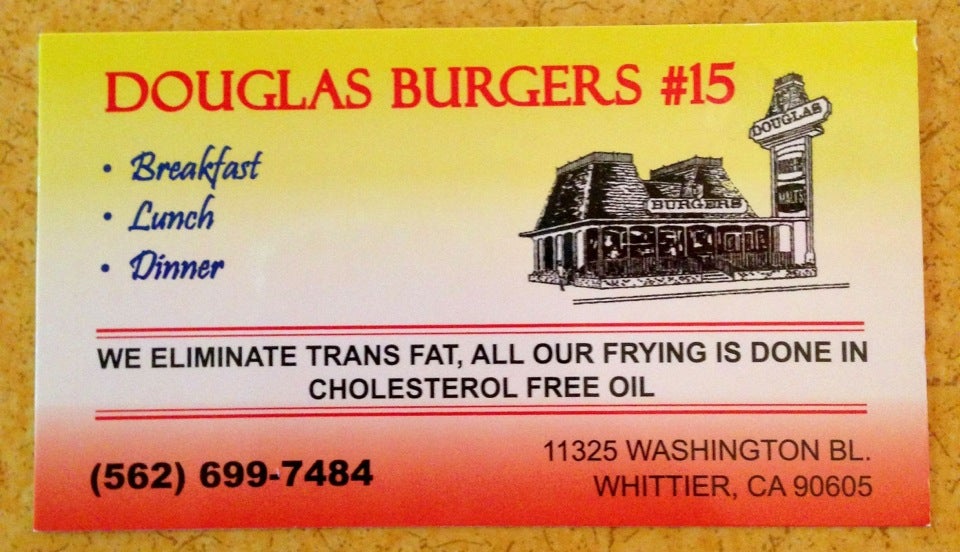 DOUGLAS BURGERS #15
• Breakfast
• Lunch
• Dinner
DOUGLAS
BURGERS
MALTS
WE ELIMINATE TRANS FAT, ALL OUR FRYING IS DONE IN
CHOLESTEROL FREE OIL
(562) 699-7484
11325 WASHINGTON BL.
WHITTIER, CA 90605